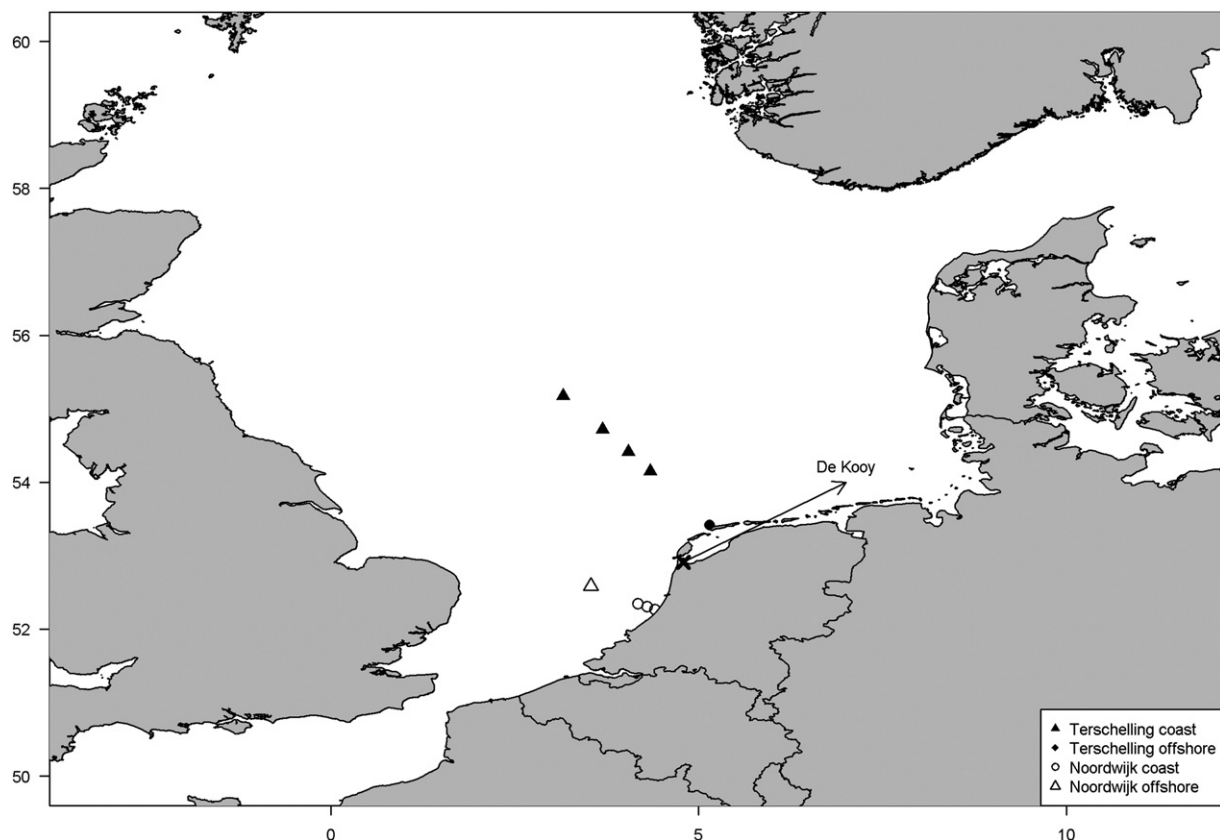 60
58
56
54
52
50
De Kooy
Terschelling coast
Terschelling offshore
Noordwijk coast
Noordwijk offshore
0
5
10